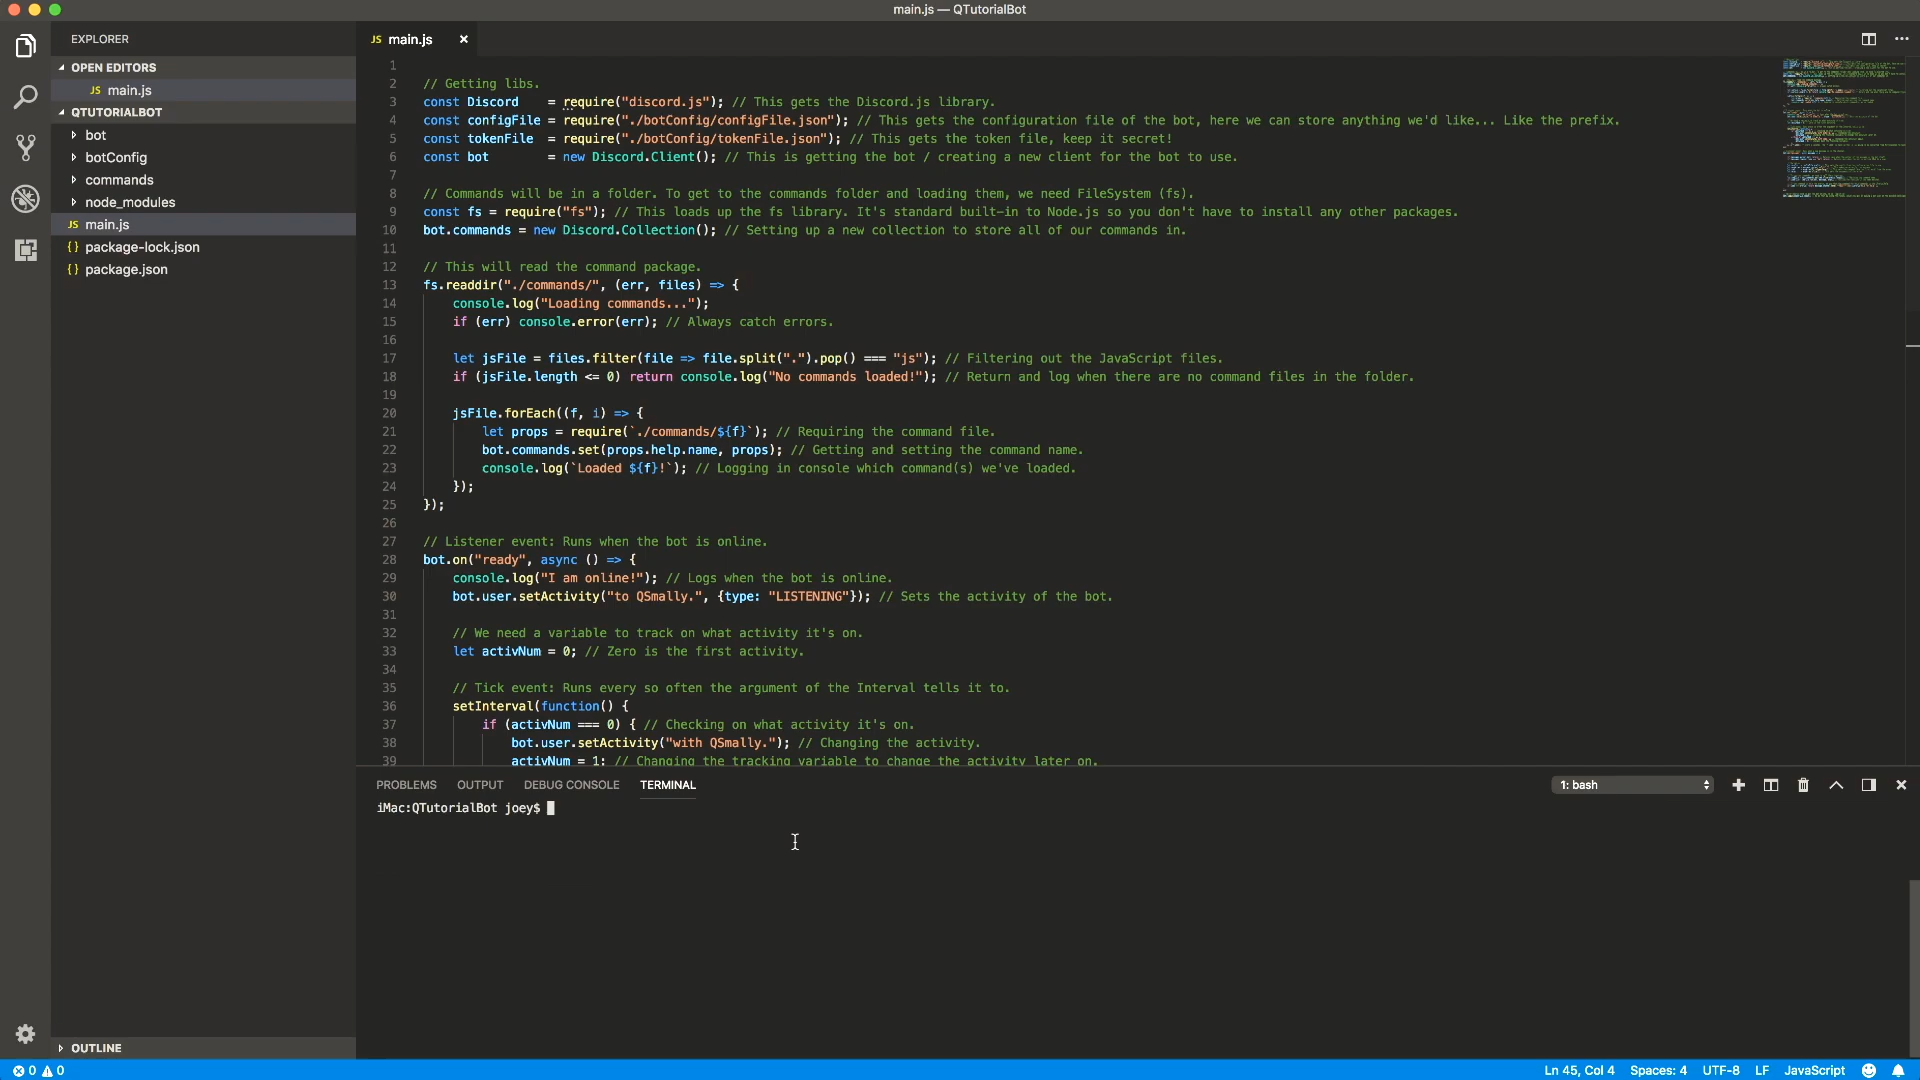 main.js — QTutorialBot
EXPLORER
OPEN EDITORS
JS main.js
QTUTORIALBOT
bot
botConfig
commands
node_modules
JS main.js
{} package-lock.json
{} package.json
OUTLINE
JS main.js ×
1
2 // Getting libs.
3 const Discord    = require("discord.js"); // This gets the Discord.js library.
4 const configFile = require("./botConfig/configFile.json"); // This gets the configuration file of the bot, here we can store anything we'd like... Like the prefix.
5 const tokenFile  = require("./botConfig/tokenFile.json"); // This gets the token file, keep it secret!
6 const bot        = new Discord.Client(); // This is getting the bot / creating a new client for the bot to use.
7
8 // Commands will be in a folder. To get to the commands folder and loading them, we need FileSystem (fs).
9 const fs = require("fs"); // This loads up the fs library. It's standard built-in to Node.js so you don't have to install any other packages.
10 bot.commands = new Discord.Collection(); // Setting up a new collection to store all of our commands in.
11
12 // This will read the command package.
13 fs.readdir("./commands/", (err, files) => {
14     console.log("Loading commands...");
15     if (err) console.error(err); // Always catch errors.
16
17     let jsFile = files.filter(file => file.split(".").pop() === "js"); // Filtering out the JavaScript files.
18     if (jsFile.length <= 0) return console.log("No commands loaded!"); // Return and log when there are no command files in the folder.
19
20     jsFile.forEach((f, i) => {
21         let props = require(`./commands/${f}`); // Requiring the command file.
22         bot.commands.set(props.help.name, props); // Getting and setting the command name.
23         console.log(`Loaded ${f}!`); // Logging in console which command(s) we've loaded.
24     });
25 });
26
27 // Listener event: Runs when the bot is online.
28 bot.on("ready", async () => {
29     console.log("I am online!"); // Logs when the bot is online.
30     bot.user.setActivity("to QSmally.", {type: "LISTENING"}); // Sets the activity of the bot.
31
32     // We need a variable to track on what activity it's on.
33     let activNum = 0; // Zero is the first activity.
34
35     // Tick event: Runs every so often the argument of the Interval tells it to.
36     setInterval(function() {
37         if (activNum === 0) { // Checking on what activity it's on.
38             bot.user.setActivity("with QSmally."); // Changing the activity.
39             activNum = 1; // Changing the tracking variable to change the activity later on.
PROBLEMS OUTPUT DEBUG CONSOLE TERMINAL 1: bash
iMac:QTutorialBot joey$
0 0 Ln 45, Col 4 Spaces: 4 UTF-8 LF JavaScript